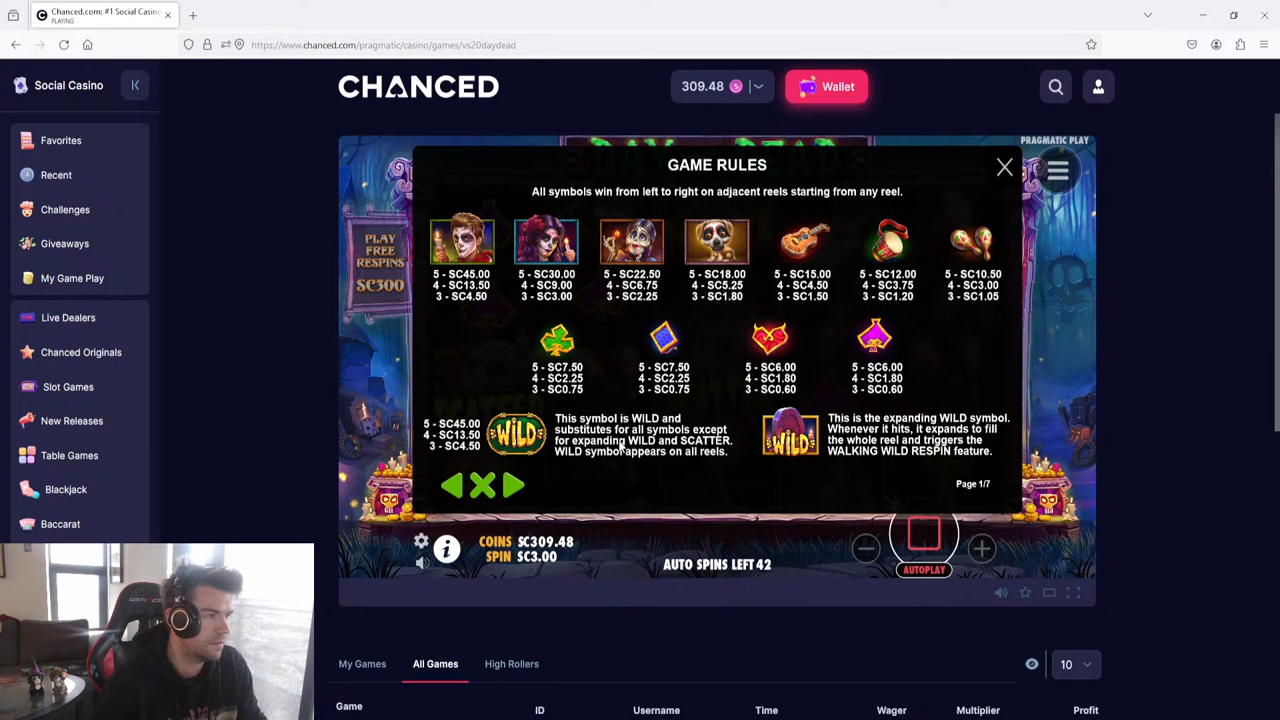 Chanced.com: #1 Social Casino
PLAYING
https://www.chanced.com/pragmatic/casino/games/vs20daydead
Social Casino
CHANCED
309.48
Wallet
Favorites
Recent
Challenges
Giveaways
My Game Play
Live Dealers
Chanced Originals
Slot Games
New Releases
Table Games
Blackjack
Baccarat
PRAGMATIC PLAY
PLAY
FREE
RESPINS
SC300
GAME RULES
All symbols win from left to right on adjacent reels starting from any reel.
5 - SC45.00
4 - SC13.50
3 - SC4.50
5 - SC30.00
4 - SC9.00
3 - SC3.00
5 - SC22.50
4 - SC6.75
3 - SC2.25
5 - SC18.00
4 - SC5.25
3 - SC1.80
5 - SC15.00
4 - SC4.50
3 - SC1.50
5 - SC12.00
4 - SC3.75
3 - SC1.20
5 - SC10.50
4 - SC3.00
3 - SC1.05
5 - SC7.50
4 - SC2.25
3 - SC0.75
5 - SC7.50
4 - SC2.25
3 - SC0.75
5 - SC6.00
4 - SC1.80
3 - SC0.60
5 - SC6.00
4 - SC1.80
3 - SC0.60
5 - SC45.00
4 - SC13.50
3 - SC4.50
WILD
This symbol is WILD and
substitutes for all symbols except
for expanding WILD and SCATTER.
WILD symbol appears on all reels.
WILD
This is the expanding WILD symbol.
Whenever it hits, it expands to fill
the whole reel and triggers the
WALKING WILD RESPIN feature.
Page 1/7
COINS SC309.48
SPIN SC3.00
AUTO SPINS LEFT 42
AUTOPLAY
My Games
All Games
High Rollers
10
Game
ID
Username
Time
Wager
Multiplier
Profit